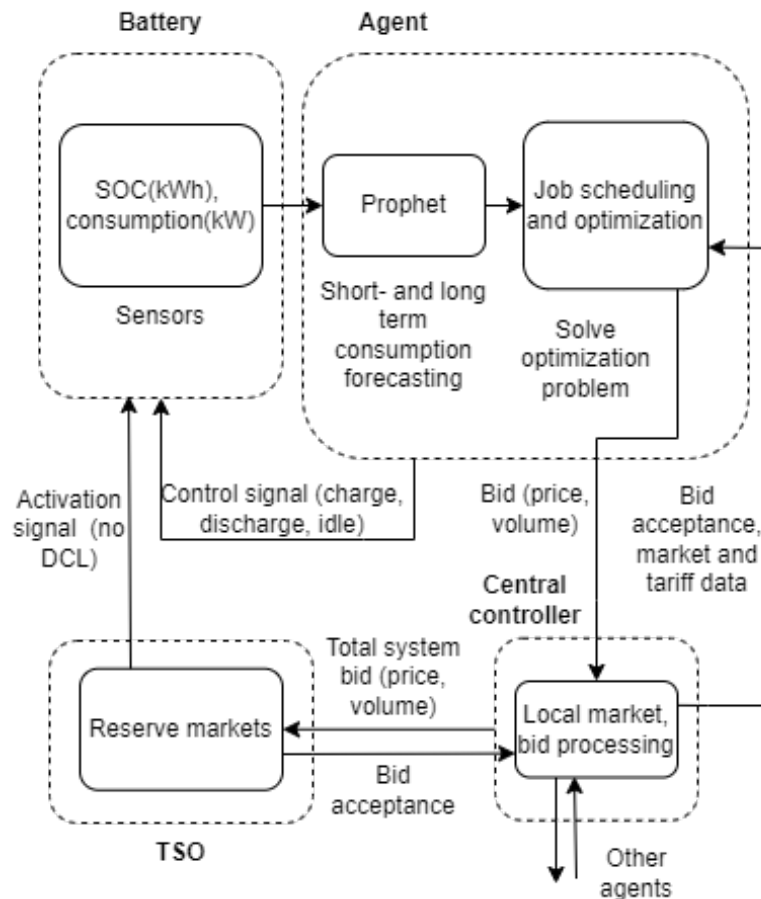 Battery
Agent
SOC(kWh),
consumption(kW)
Sensors
Prophet
Short- and long
term
consumption
forecasting
Job scheduling
and optimization
Solve
optimization
problem
Activation
signal (no
DCL)
Control signal (charge,
discharge, idle)
Bid (price,
volume)
Bid
acceptance,
market and
tariff data
Central
controller
Total system
bid (price,
volume)
Reserve markets
Local market,
bid processing
Bid
acceptance
TSO
Other
agents